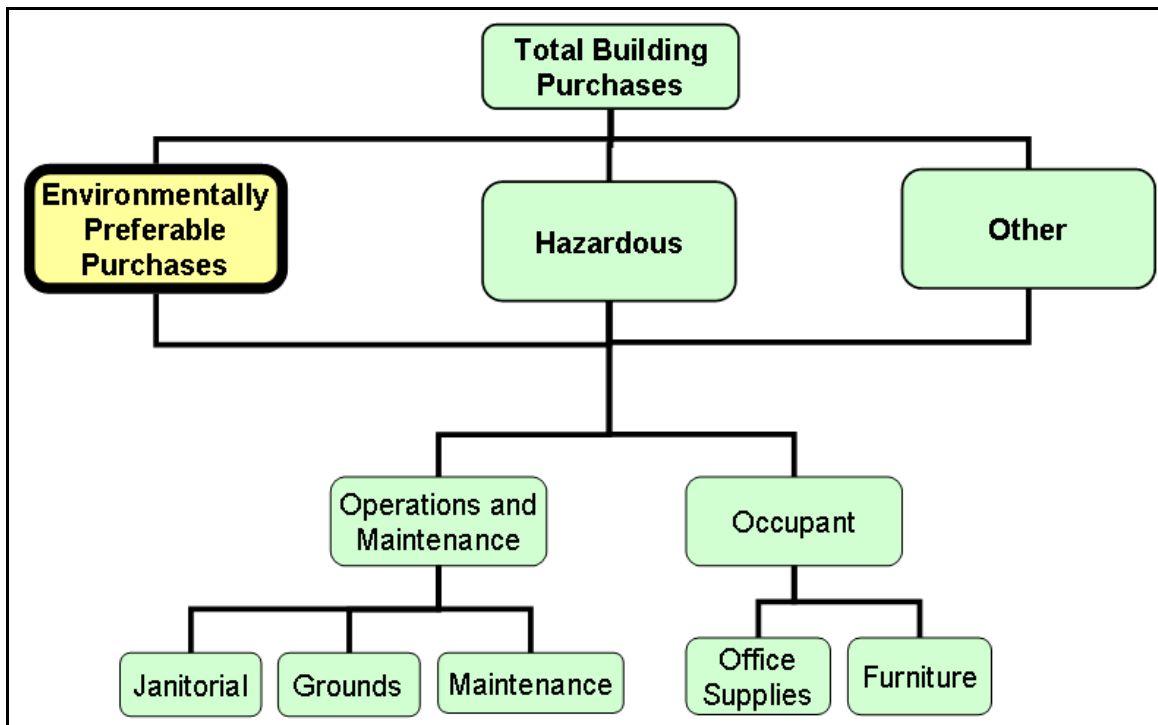 Total Building
Purchases
Environmentally
Preferable
Purchases
Hazardous
Other
Operations and
Maintenance
Occupant
Janitorial
Grounds
Maintenance
Office
Supplies
Furniture